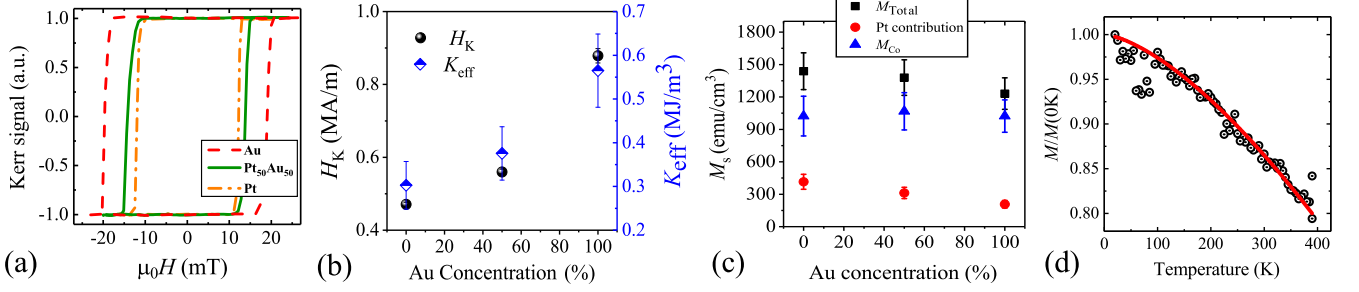 1.0
0.5
0.0
-0.5
-1.0
Kerr signal (a.u.)
Au
Pt50Au50
Pt
-20 -10 0 10 20
μ0H (mT)
(a)
HK
Keff
1.0
0.8
0.6
0.4
HK (MA/m)
0.7
0.6
0.5
0.3
0.2
Keff (MJ/m³)
0 50 100
Au Concentration (%)
(b)
MTotal
Pt contribution
MCo
1800
1500
1200
900
600
300
0
Ms (emu/cm³)
0 20 40 60 80 100
Au concentration (%)
(c)
1.00
0.95
0.90
0.85
0.80
M/M(0K)
0 100 200 300 400
Temperature (K)
(d)